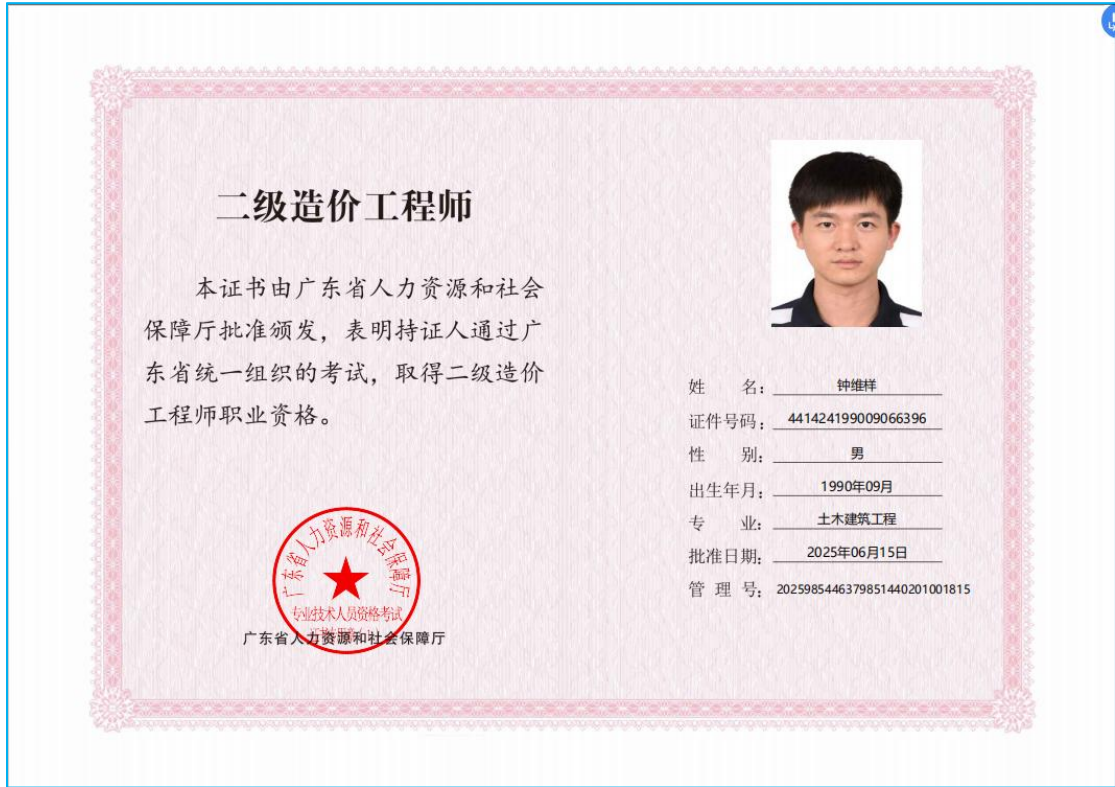 二级造价工程师
本证书由广东省人力资源和社会
保障厅批准颁发，表明持证人通过广
东省统一组织的考试，取得二级造价
工程师职业资格。
广东省人力资源和社会保障厅
专业技术人员资格考试
广东省人力资源和社会保障厅
姓 名： 钟维样
证件号码： 441424199009066396
性 别： 男
出生年月： 1990年09月
专 业： 土木建筑工程
批准日期： 2025年06月15日
管 理 号： 20259854463798514402010018​15